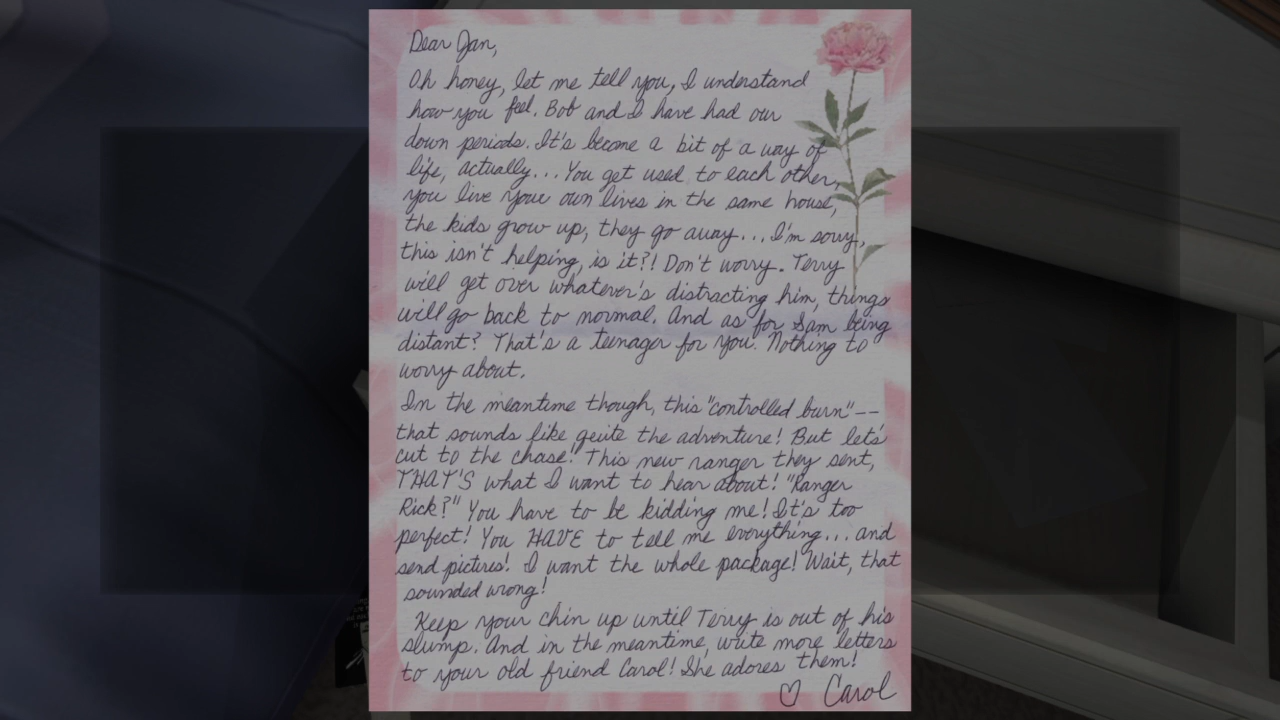 Dear Jan,
Oh honey, let me tell you, I understand
how you feel. Bob and I have had our
down periods. It's become a bit of a way of
life, actually... You get used to each other,
you live your own lives in the same house,
the kids grow up, they go away... I'm sorry,
this isn't helping, is it?! Don't worry. Terry
will get over whatever's distracting him, things
will go back to normal. And as for Sam being
distant? That's a teenager for you. Nothing to
worry about.
In the meantime though, this "controlled burn"--
that sounds like quite the adventure! But let's
cut to the chase! This new ranger they sent,
THAT'S what I want to hear about! "Ranger
Rick?" You have to be kidding me! It's too
perfect! You HAVE to tell me everything... and
send pictures! I want the whole package! Wait, that
sounded wrong!
Keep your chin up until Terry is out of his
slump. And in the meantime, write more letters
to your old friend Carol! She adores them!
♡ Carol